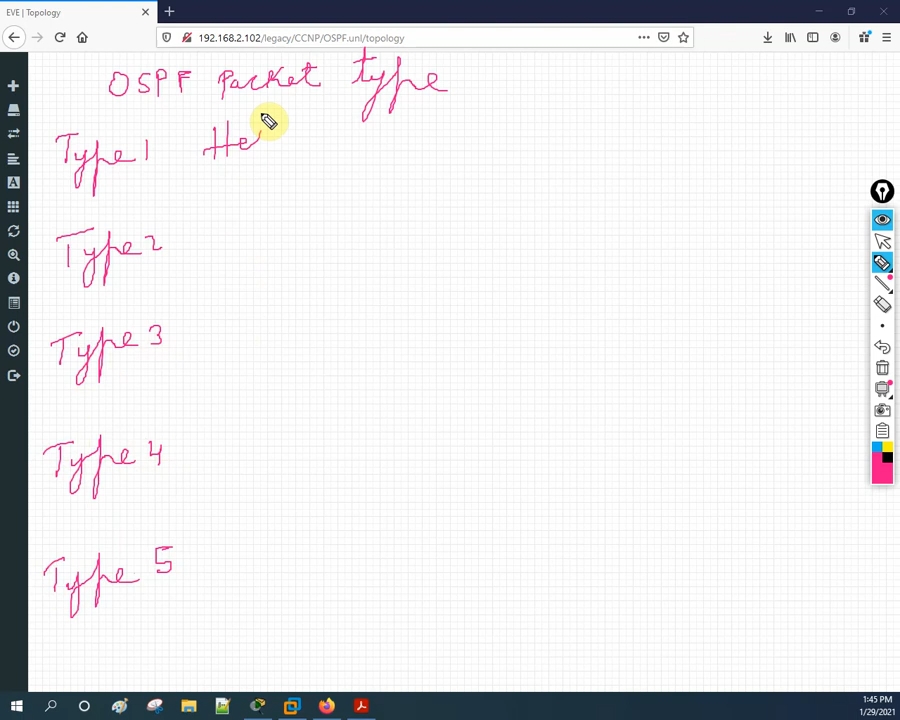 EVE | Topology
192.168.2.102/legacy/CCNP/OSPF.unl/topology
OSPF Packet type
Type 1 He
Type 2
Type 3
Type 4
Type 5
1:45 PM
1/29/2021